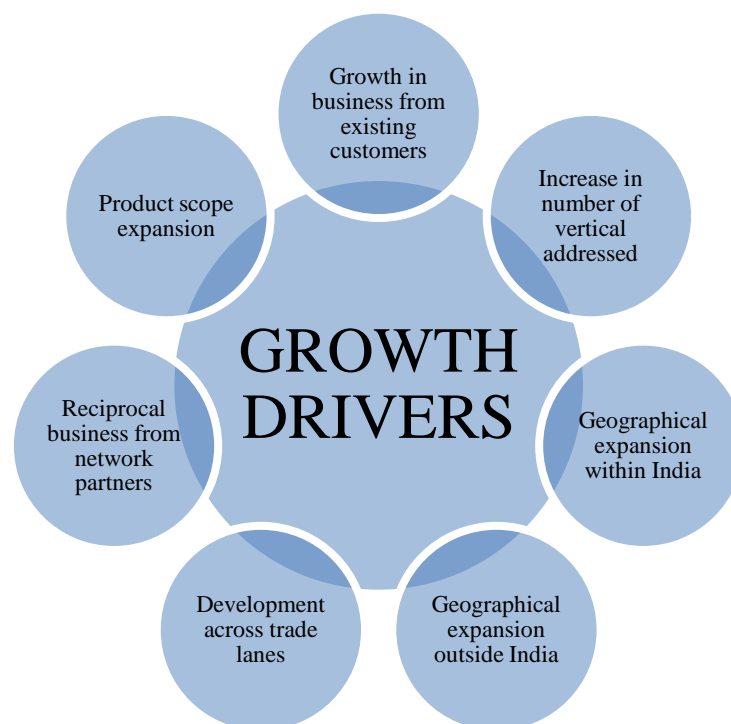 Growth in
business from
existing
customers
Increase in
number of
vertical
addressed
Geographical
expansion
within India
Geographical
expansion
outside India
Development
across trade
lanes
Reciprocal
business from
network
partners
Product scope
expansion
GROWTH
DRIVERS